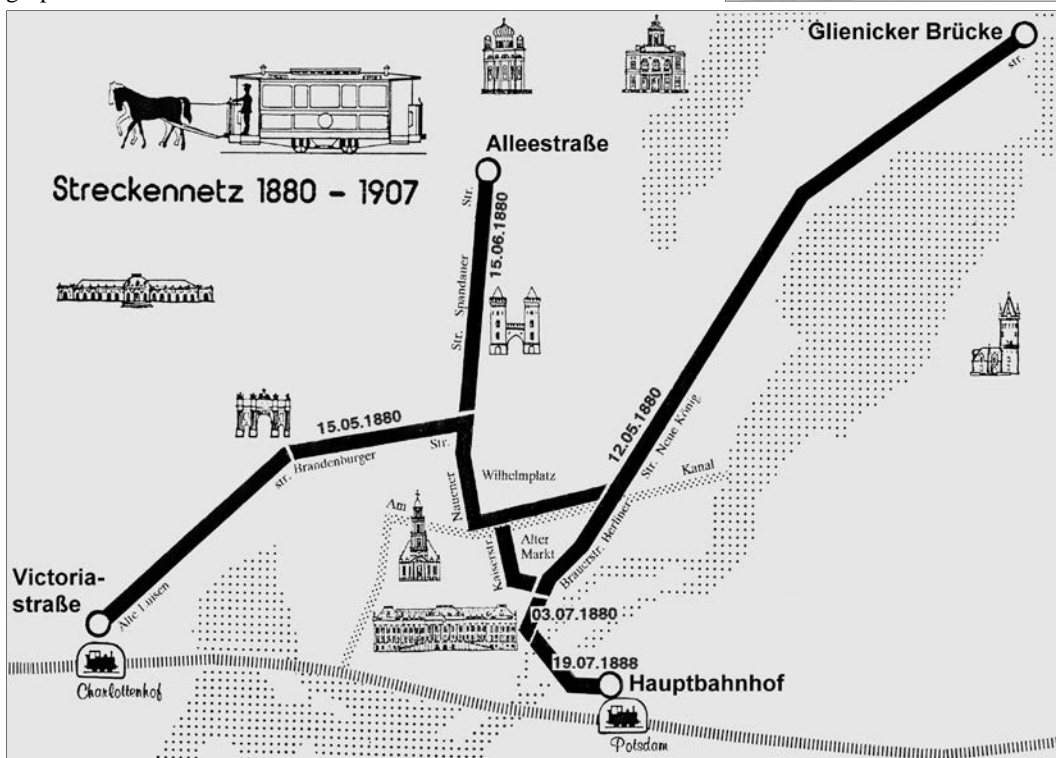 Glienicker Brücke
str.
Alleestraße
Streckennetz 1880 - 1907
Str.
15.06.1880
Spandauer
Str.
15.05.1880
12.05.1880
Str. Neue König
Brandenburger
Str.
str.
Wilhelmplatz
Kanal
Nauener
Am
Alter
Markt
Kaiserstr.
Brauerstr. Berliner
Victoria-
straße
Alte Luisen
03.07.1880
19.07.1888
Hauptbahnhof
Charlottenhof
Potsdam